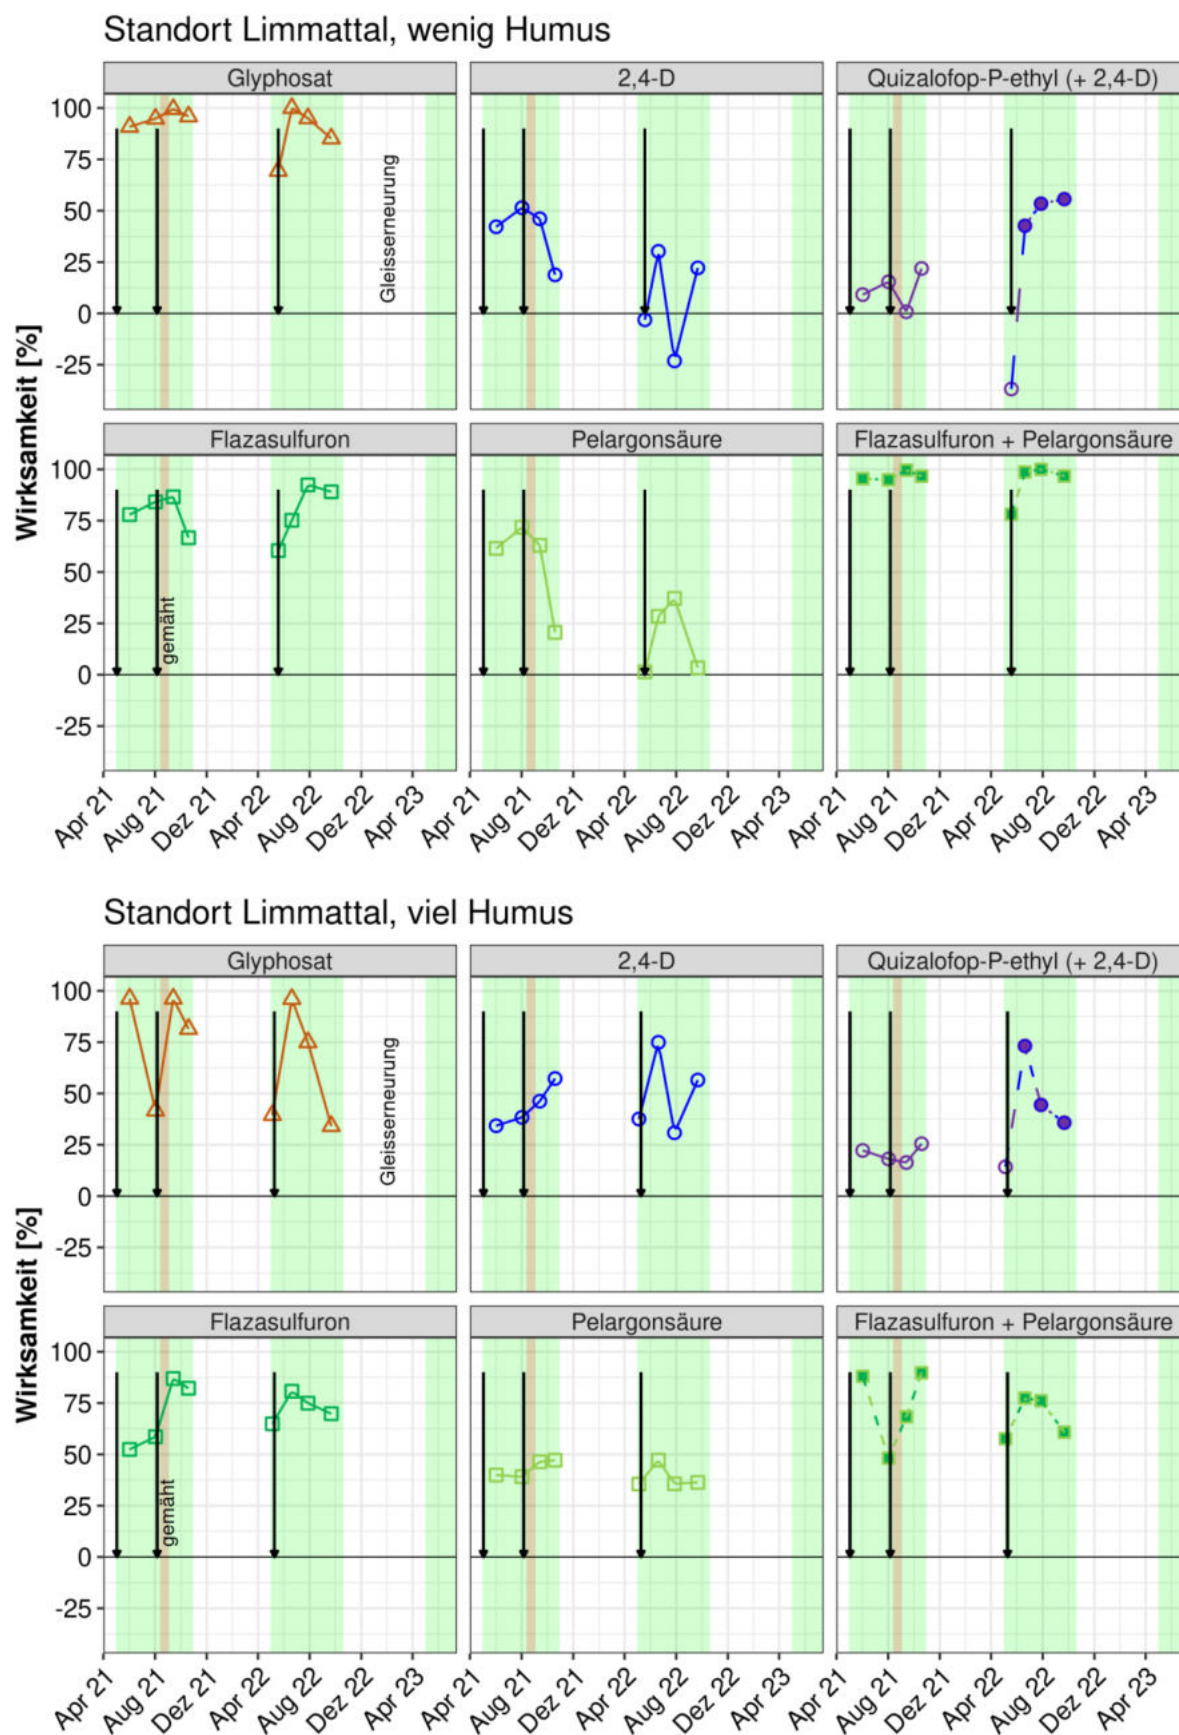 Standort Limmattal, wenig Humus
Glyphosat
2,4-D
Quizalofop-P-ethyl (+ 2,4-D)
Wirksamkeit [%]
100
75
50
25
0
-25
Gleisserneurung
Flazasulfuron
Pelargonsäure
Flazasulfuron + Pelargonsäure
100
75
50
25
0
-25
gemäht
Apr 21
Aug 21
Dez 21
Apr 22
Aug 22
Dez 22
Apr 23
Apr 21
Aug 21
Dez 21
Apr 22
Aug 22
Dez 22
Apr 23
Apr 21
Aug 21
Dez 21
Apr 22
Aug 22
Dez 22
Apr 23
Standort Limmattal, viel Humus
Glyphosat
2,4-D
Quizalofop-P-ethyl (+ 2,4-D)
Wirksamkeit [%]
100
75
50
25
0
-25
Gleisserneurung
Flazasulfuron
Pelargonsäure
Flazasulfuron + Pelargonsäure
100
75
50
25
0
-25
gemäht
Apr 21
Aug 21
Dez 21
Apr 22
Aug 22
Dez 22
Apr 23
Apr 21
Aug 21
Dez 21
Apr 22
Aug 22
Dez 22
Apr 23
Apr 21
Aug 21
Dez 21
Apr 22
Aug 22
Dez 22
Apr 23